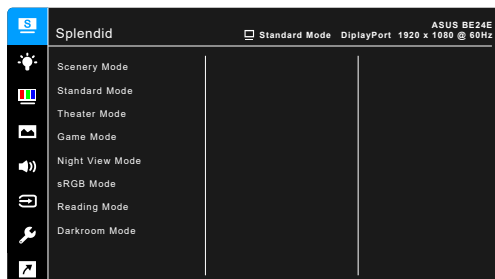 S
Splendid
Standard Mode DiplayPort 1920 x 1080 @ 60Hz
ASUS BE24E
Scenery Mode
Standard Mode
Theater Mode
Game Mode
Night View Mode
sRGB Mode
Reading Mode
Darkroom Mode